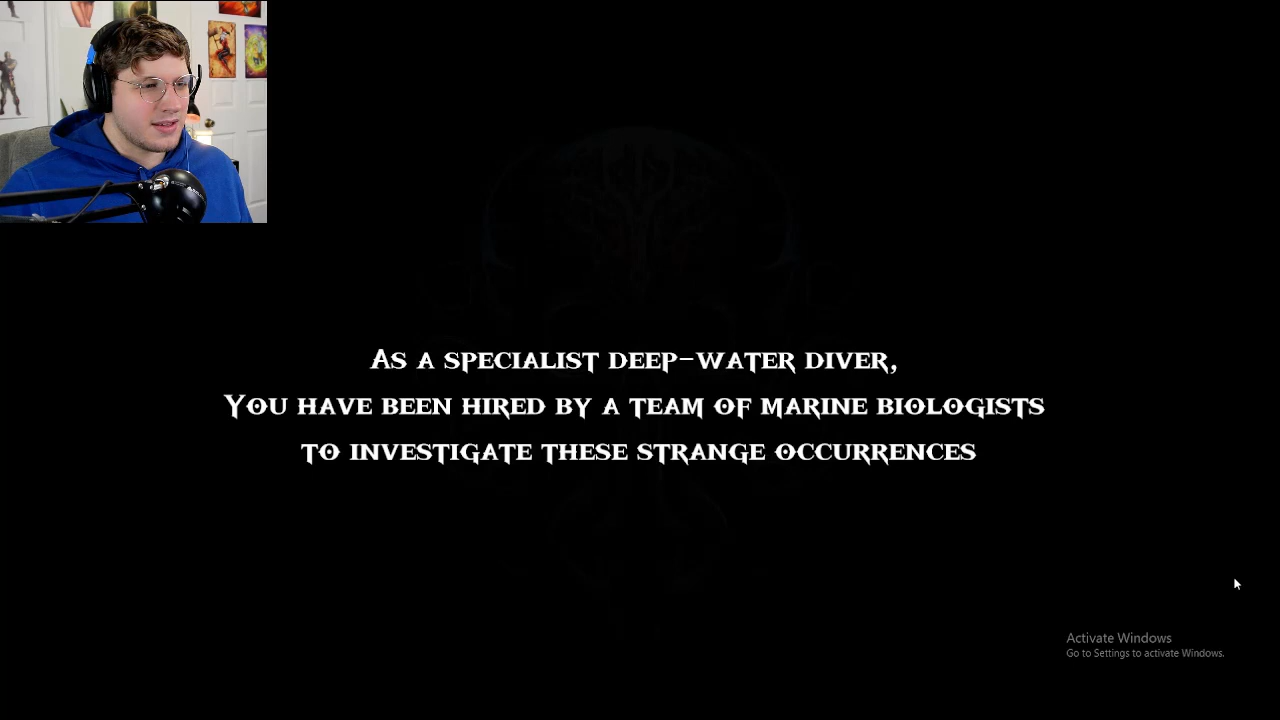 As a specialist deep-water diver,
You have been hired by a team of marine biologists
to investigate these strange occurrences
Activate Windows
Go to Settings to activate Windows.